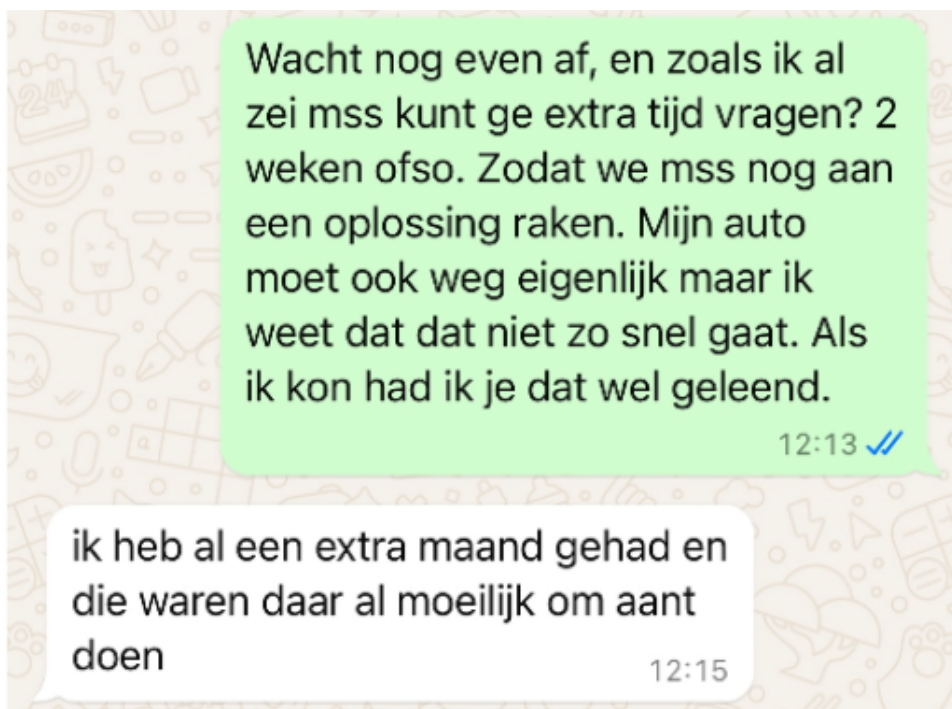 Wacht nog even af, en zoals ik al
zei mss kunt ge extra tijd vragen? 2
weken ofso. Zodat we mss nog aan
een oplossing raken. Mijn auto
moet ook weg eigenlijk maar ik
weet dat dat niet zo snel gaat. Als
ik kon had ik je dat wel geleend.
12:13
ik heb al een extra maand gehad en
die waren daar al moeilijk om aant
doen
12:15